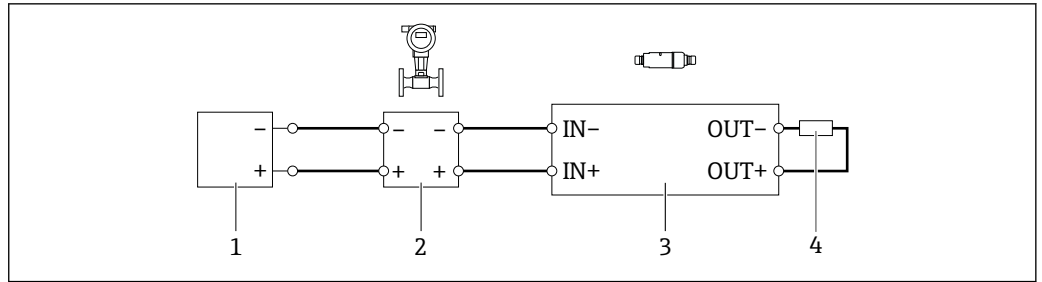 − − − IN− OUT−
+ + + IN+ OUT+
1 2 3 4